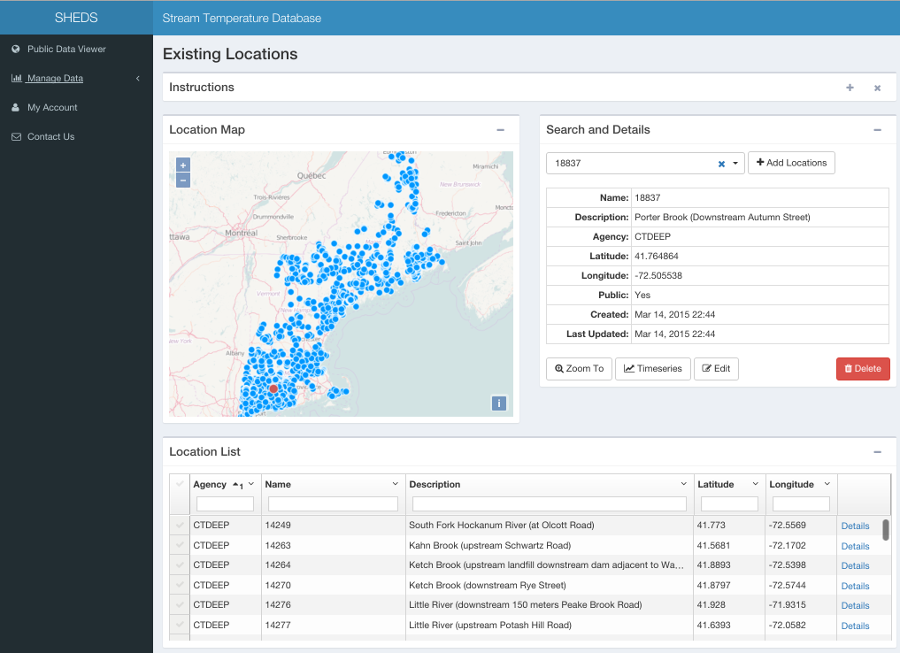 SHEDS
Stream Temperature Database
Public Data Viewer
Manage Data
My Account
Contact Us
Existing Locations
Instructions
Location Map
Québec
Miramichi
New Brunswick
Trois-Rivières
Fredericton
Drummondville
Montréal
Sherbrooke
Saint John
Vermont
Albany
Search and Details
18837
Add Locations
Name: 18837
Description: Porter Brook (Downstream Autumn Street)
Agency: CTDEEP
Latitude: 41.764864
Longitude: -72.505538
Public: Yes
Created: Mar 14, 2015 22:44
Last Updated: Mar 14, 2015 22:44
Zoom To
Timeseries
Edit
Delete
Location List
Agency 1 Name Description Latitude Longitude
CTDEEP 14249 South Fork Hockanum River (at Olcott Road) 41.773 -72.5569 Details
CTDEEP 14263 Kahn Brook (upstream Schwartz Road) 41.5681 -72.1702 Details
CTDEEP 14264 Ketch Brook (upstream landfill downstream dam adjacent to Wa... 41.8893 -72.5398 Details
CTDEEP 14270 Ketch Brook (downstream Rye Street) 41.8797 -72.5744 Details
CTDEEP 14276 Little River (downstream 150 meters Peake Brook Road) 41.928 -71.9315 Details
CTDEEP 14277 Little River (upstream Potash Hill Road) 41.6393 -72.0582 Details